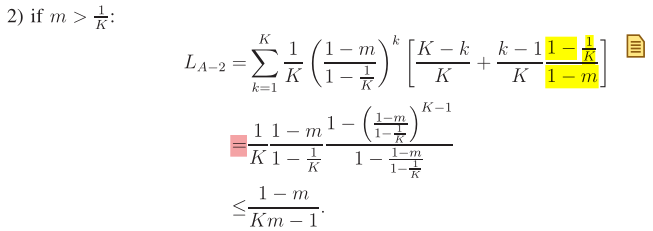 2) if $m > \frac{1}{K}$:
$L_{A-2} = \sum_{k=1}^{K} \frac{1}{K} \left( \frac{1-m}{1-\frac{1}{K}} \right)^k \left[ \frac{K-k}{K} + \frac{k-1}{K} \frac{1-\frac{1}{K}}{1-m} \right]$
$= \frac{1}{K} \frac{1-m}{1-\frac{1}{K}} \frac{1-\left( \frac{1-m}{1-\frac{1}{K}} \right)^{K-1}}{1-\frac{1-m}{1-\frac{1}{K}}}$
$\leq \frac{1-m}{Km-1}.$